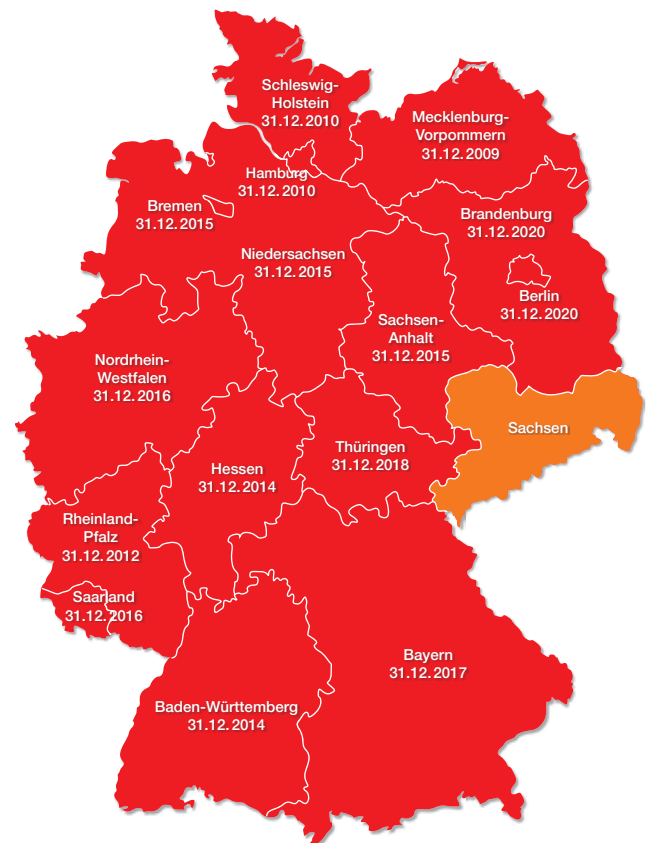 Schleswig-
Holstein
31.12.2010
Mecklenburg-
Vorpommern
31.12.2009
Hamburg
31.12.2010
Bremen
31.12.2015
Brandenburg
31.12.2020
Niedersachsen
31.12.2015
Berlin
31.12.2020
Sachsen-
Anhalt
31.12.2015
Nordrhein-
Westfalen
31.12.2016
Sachsen
Thüringen
31.12.2018
Hessen
31.12.2014
Rheinland-
Pfalz
31.12.2012
Saarland
31.12.2016
Bayern
31.12.2017
Baden-Württemberg
31.12.2014